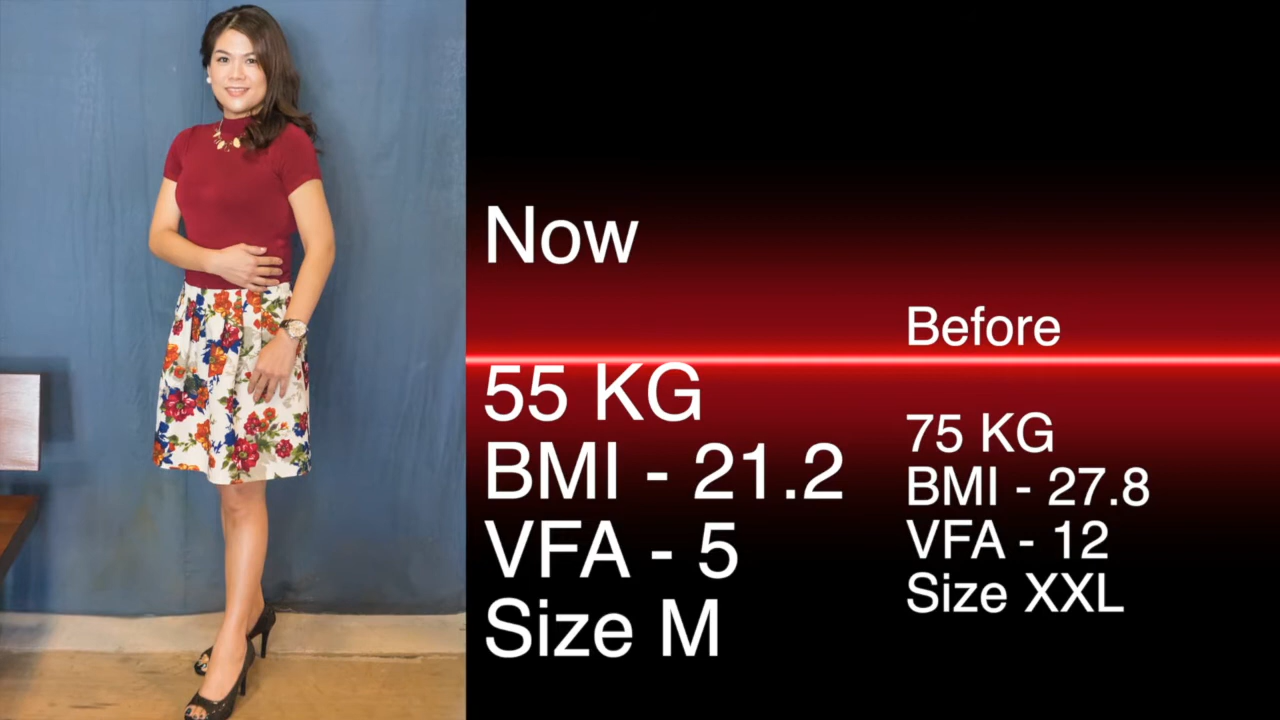 Now
55 KG
BMI - 21.2
VFA - 5
Size M
Before
75 KG
BMI - 27.8
VFA - 12
Size XXL